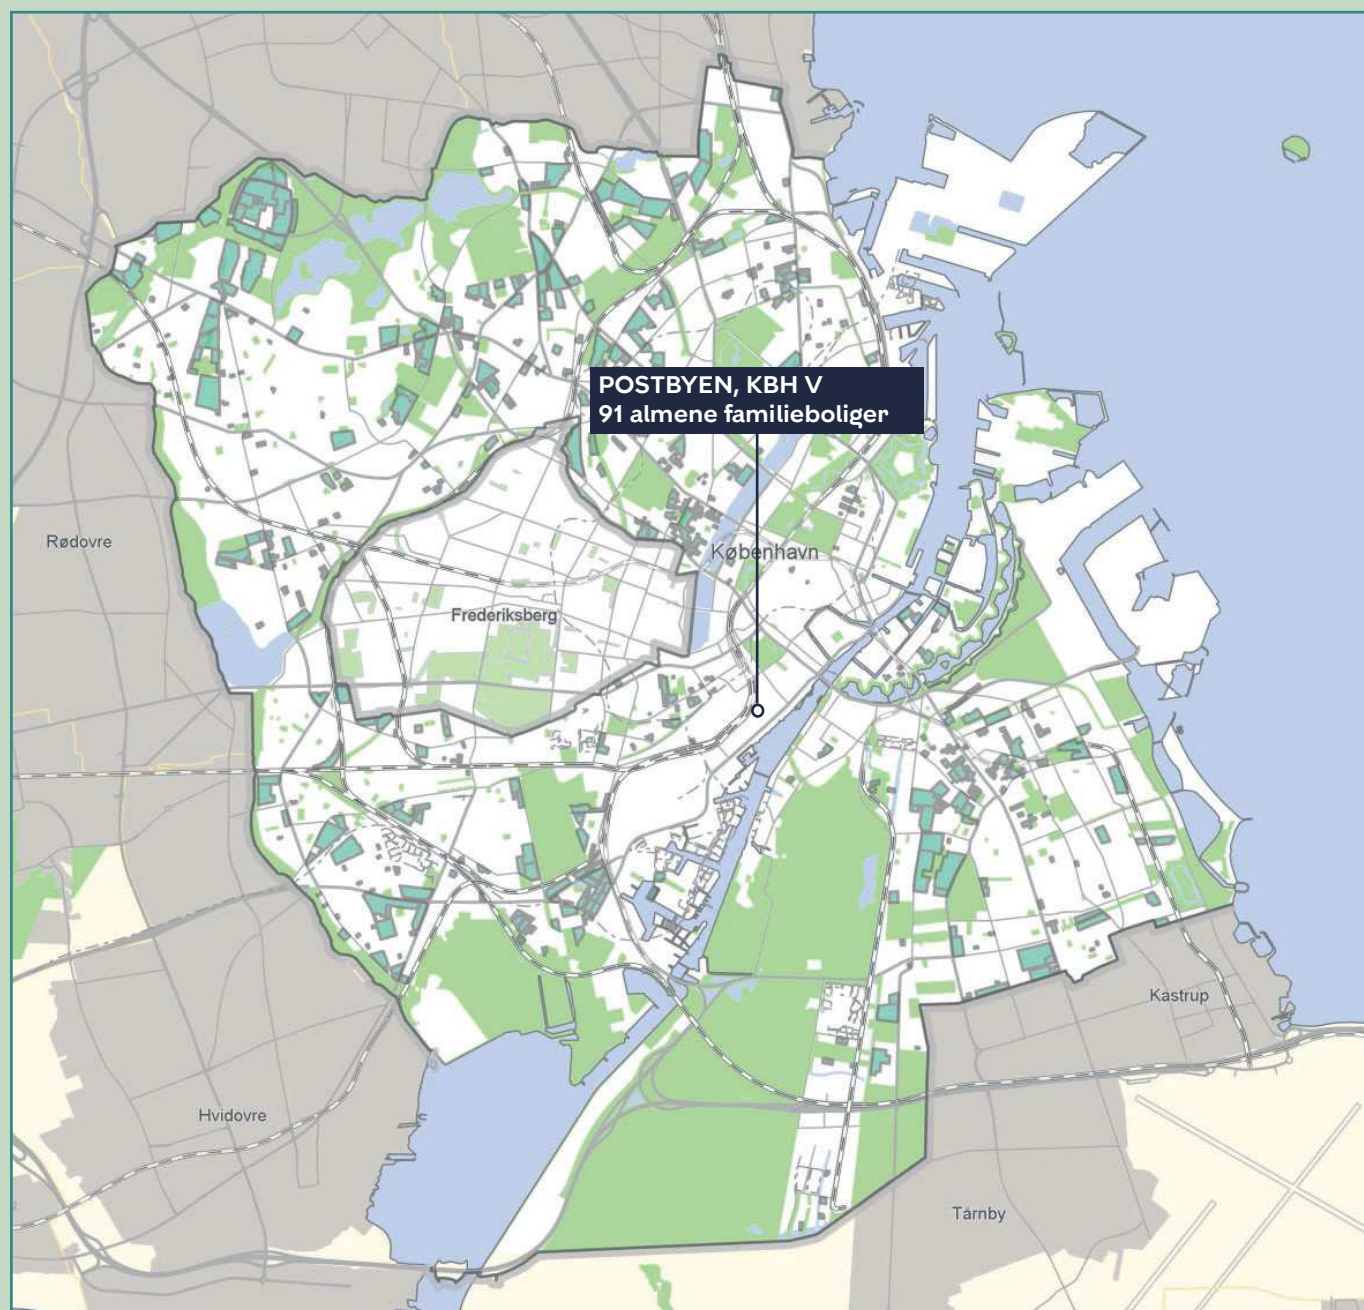 POSTBYEN, KBH V
91 almene familieboliger
Rødovre
København
Frederiksberg
Kastrup
Hvidovre
Tårnby